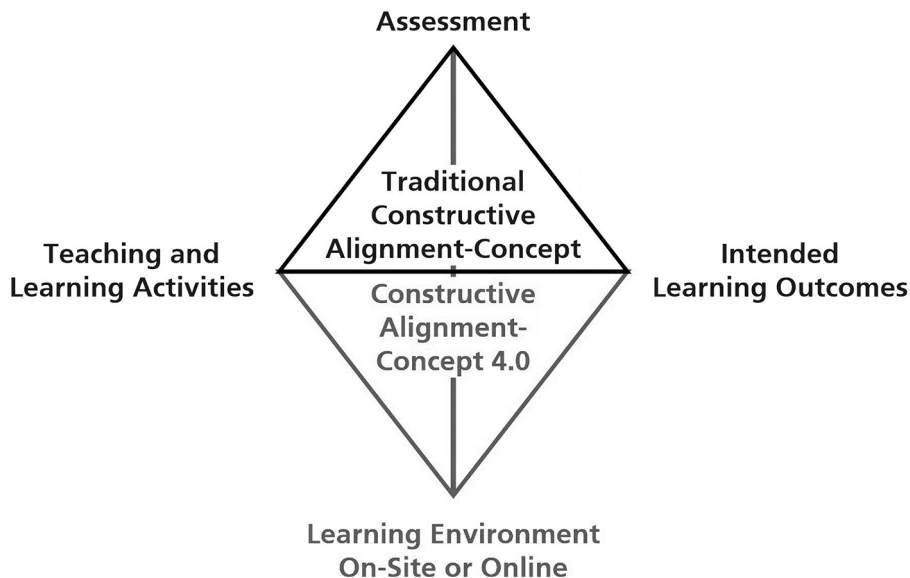 Assessment
Traditional
Constructive
Alignment-Concept
Teaching and
Learning Activities
Intended
Learning Outcomes
Constructive
Alignment-
Concept 4.0
Learning Environment
On-Site or Online